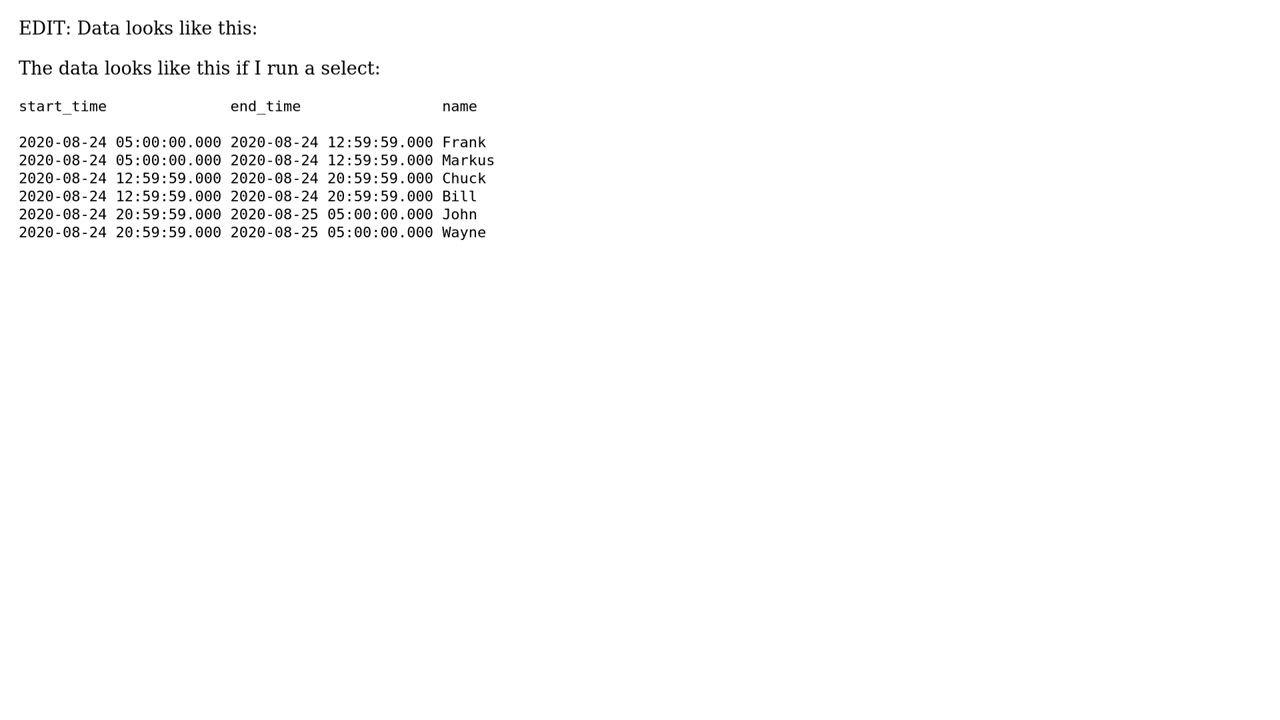 EDIT: Data looks like this:
The data looks like this if I run a select:
start_time              end_time                name
2020-08-24 05:00:00.000 2020-08-24 12:59:59.000 Frank
2020-08-24 05:00:00.000 2020-08-24 12:59:59.000 Markus
2020-08-24 12:59:59.000 2020-08-24 20:59:59.000 Chuck
2020-08-24 12:59:59.000 2020-08-24 20:59:59.000 Bill
2020-08-24 20:59:59.000 2020-08-25 05:00:00.000 John
2020-08-24 20:59:59.000 2020-08-25 05:00:00.000 Wayne